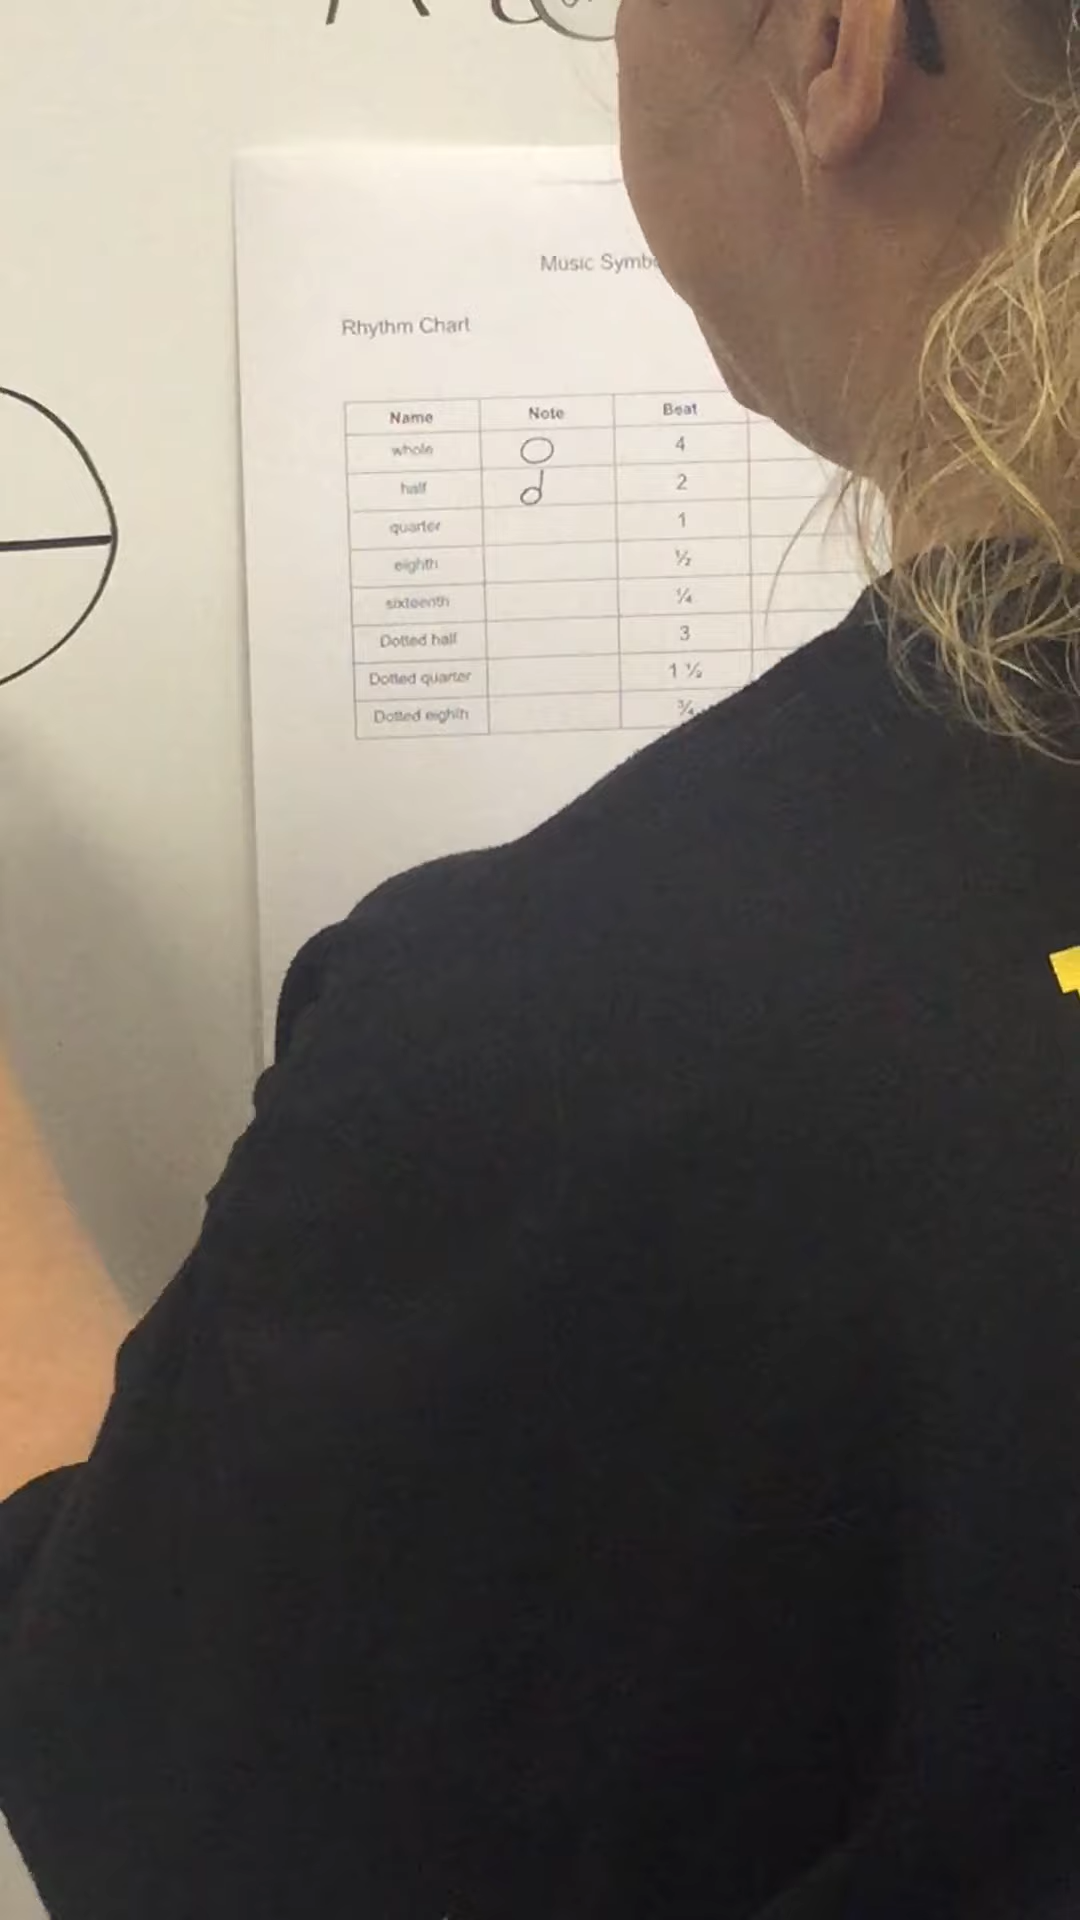 Music Symb
Rhythm Chart
Name Note Beat
whole 4
half 2
quarter 1
eighth ½
sixteenth ¼
Dotted half 3
Dotted quarter 1 ½
Dotted eighth ¾